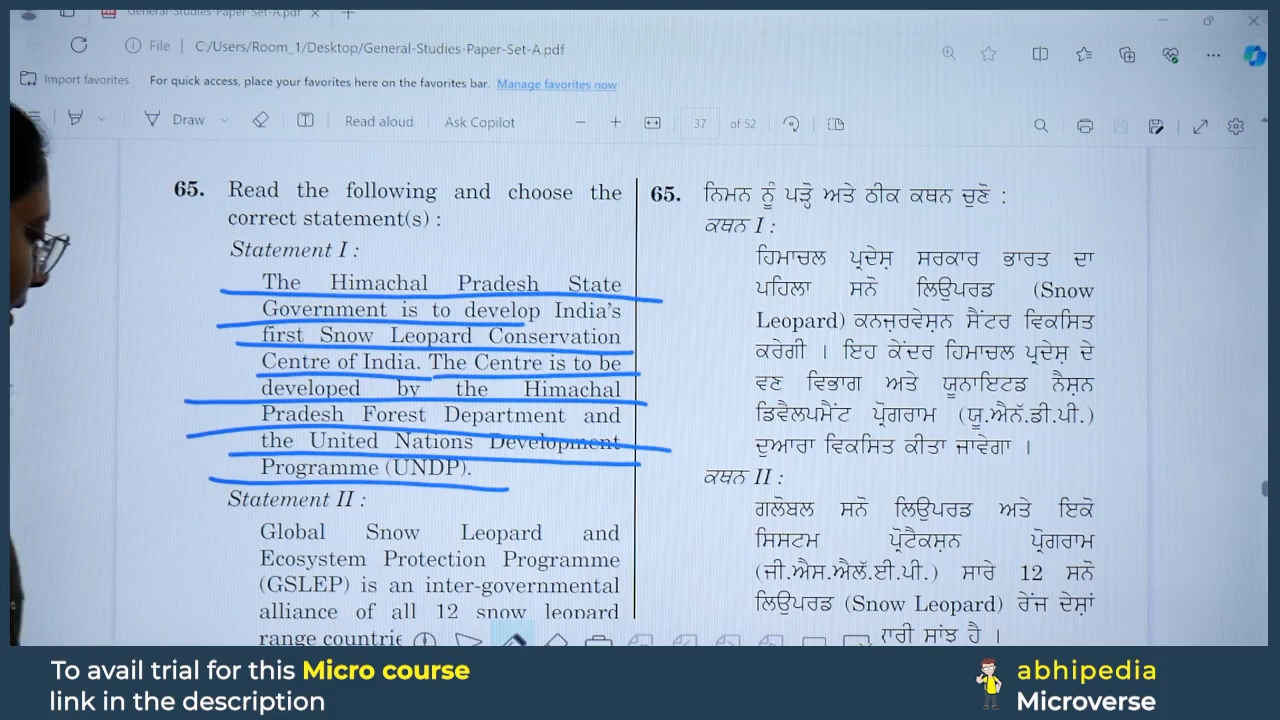 General-Studies-Paper-Set-A.pdf
File | C:/Users/Room_1/Desktop/General-Studies-Paper-Set-A.pdf
Import favorites For quick access, place your favorites here on the favorites bar. Manage favorites now
Draw Read aloud Ask Copilot 37 of 52
65. Read the following and choose the
correct statement(s) :
Statement I :
The Himachal Pradesh State
Government is to develop India's
first Snow Leopard Conservation
Centre of India. The Centre is to be
developed by the Himachal
Pradesh Forest Department and
the United Nations Development
Programme (UNDP).
Statement II :
Global Snow Leopard and
Ecosystem Protection Programme
(GSLEP) is an inter-governmental
alliance of all 12 snow leopard
range
65. ਨਿਮਨ ਨੂੰ ਪੜ੍ਹੋ ਅਤੇ ਠੀਕ ਕਥਨ ਚੁਣੋ :
ਕਥਨ I :
ਹਿਮਾਚਲ ਪ੍ਰਦੇਸ਼ ਸਰਕਾਰ ਭਾਰਤ ਦਾ
ਪਹਿਲਾ ਸਨੋ ਲਿਉਪਰਡ (Snow
Leopard) ਕਨਜ਼ਰਵੇਸ਼ਨ ਸੈਂਟਰ ਵਿਕਸਿਤ
ਕਰੇਗੀ । ਇਹ ਕੇਂਦਰ ਹਿਮਾਚਲ ਪ੍ਰਦੇਸ਼ ਦੇ
ਵਣ ਵਿਭਾਗ ਅਤੇ ਯੂਨਾਇਟਡ ਨੈਸ਼ਨ
ਡਿਵੈਲਪਮੈਂਟ ਪ੍ਰੋਗਰਾਮ (ਯੂ.ਐਨ.ਡੀ.ਪੀ.)
ਦੁਆਰਾ ਵਿਕਸਿਤ ਕੀਤਾ ਜਾਵੇਗਾ ।
ਕਥਨ II :
ਗਲੋਬਲ ਸਨੋ ਲਿਉਪਰਡ ਅਤੇ ਇਕੋ
ਸਿਸਟਮ ਪ੍ਰੋਟੈਕਸ਼ਨ ਪ੍ਰੋਗਰਾਮ
(ਜੀ.ਐਸ.ਐਲ.ਈ.ਪੀ.) ਸਾਰੇ 12 ਸਨੋ
ਲਿਉਪਰਡ (Snow Leopard) ਰੇਂਜ ਦੇਸ਼ਾਂ
ਸਾਂਝ ਹੈ ।
To avail trial for this Micro course
link in the description
abhipedia
Microverse